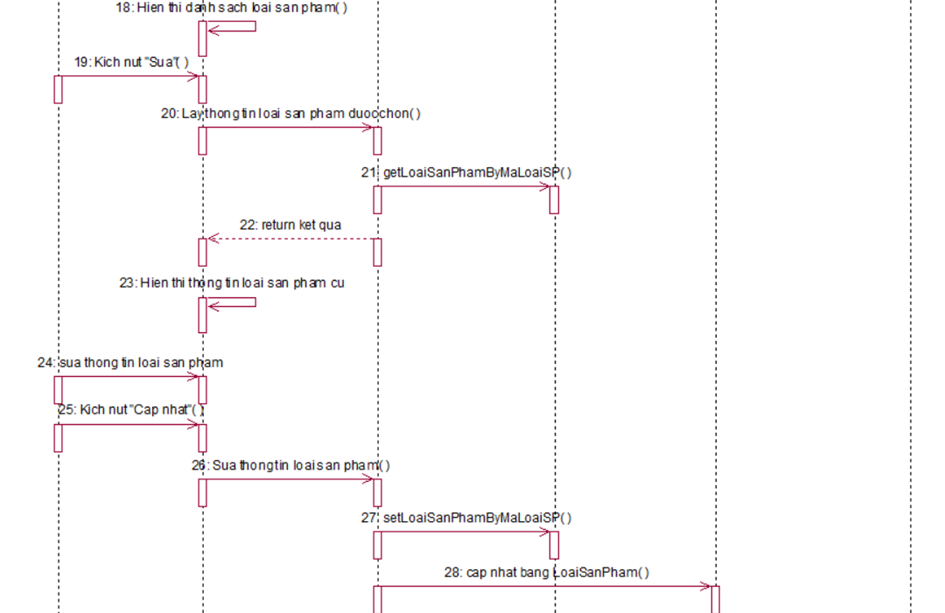 18: Hien thi danh sach loai san pham( )
19: Kich nut "Sua"( )
20: Lay thong tin loai san pham duoc chon( )
21: getLoaiSanPhamByMaLoaiSP( )
22: return ket qua
23: Hien thi thong tin loai san pham cu
24: sua thong tin loai san pham
25: Kich nut "Cap nhat"( )
26: Sua thong tin loai san pham( )
27: setLoaiSanPhamByMaLoaiSP( )
28: cap nhat bang LoaiSanPham( )